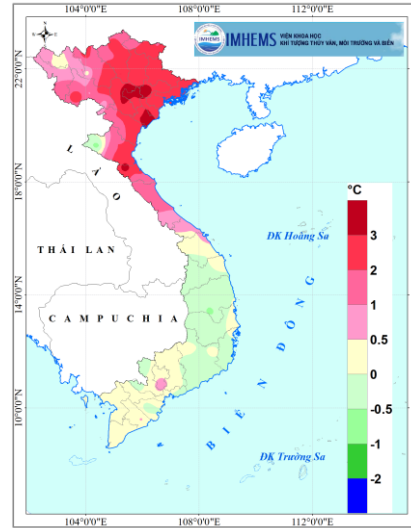 104°0'0"E 108°0'0"E 112°0'0"E
N
IMHEMS VIỆN KHOA HỌC
KHÍ TƯỢNG THỦY VĂN, MÔI TRƯỜNG VÀ BIỂN
22°0'0"N
18°0'0"N
14°0'0"N
10°0'0"N
LÀO
THÁI LAN
CAMPUCHIA
ĐK Hoàng Sa
BIỂN ĐÔNG
ĐK Trường Sa
°C
3
2
1
0
-0.5
-1
-2
104°0'0"E 108°0'0"E 112°0'0"E